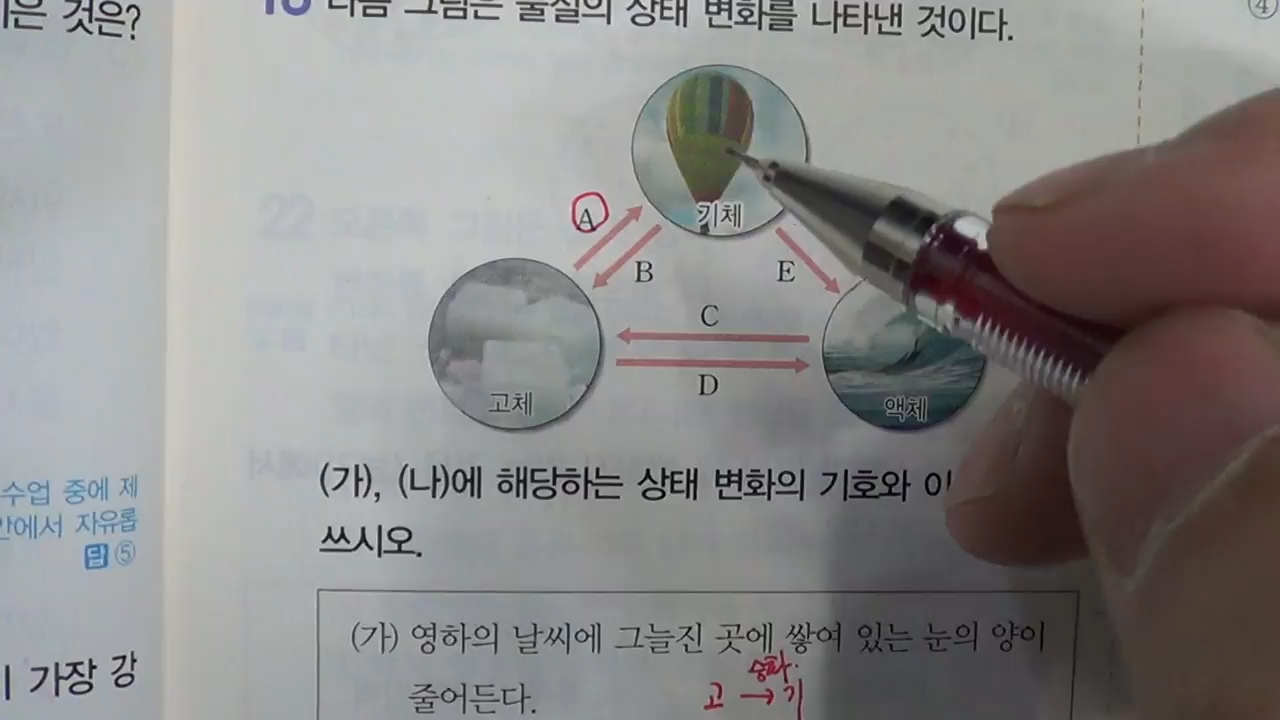 이은 것은?
18 다음 그림은 물질의 상태 변화를 나타낸 것이다.
④
기체
A
B
E
C
D
고체
액체
(가), (나)에 해당하는 상태 변화의 기호와
쓰시오.
수업 중에 제
안에서 자유롭
답 ⑤
가장 강
(가) 영하의 날씨에 그늘진 곳에 쌓여 있는 눈의 양이
줄어든다.
승화
고 → 기